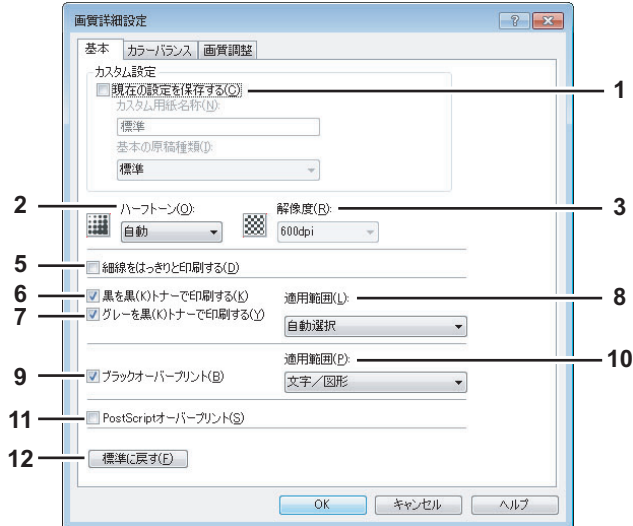 画質詳細設定
基本 カラーバランス 画質調整
カスタム設定
現在の設定を保存する(C) 1
カスタム用紙名称(N):
標準
基本の原稿種類(I):
標準
2 ハーフトーン(O): 解像度(R): 3
自動 600dpi
5 細線をはっきりと印刷する(D)
6 黒を黒(K)トナーで印刷する(K) 適用範囲(L): 8
7 グレーを黒(K)トナーで印刷する(Y)
自動選択
適用範囲(P): 10
9 ブラックオーバープリント(B) 文字/図形
11 PostScriptオーバープリント(S)
12 標準に戻す(F)
OK キャンセル ヘルプ